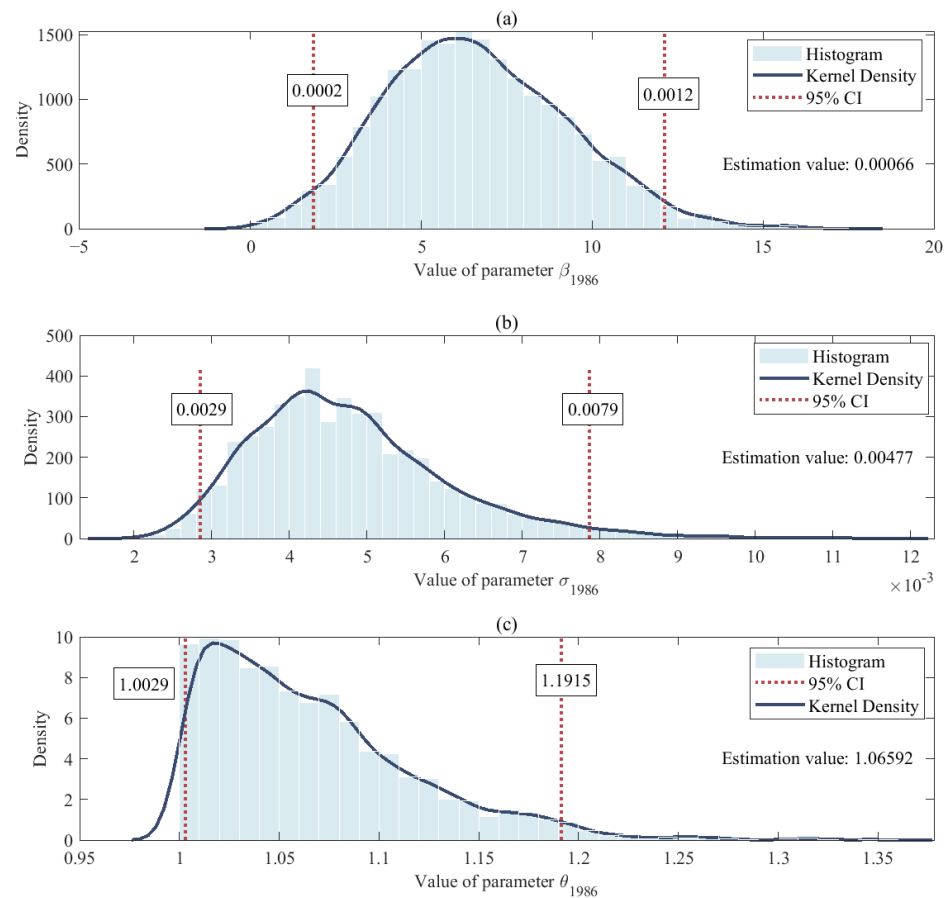 (a)
1500
1000
500
0
Density
0.0002
0.0012
Histogram
Kernel Density
95% CI
Estimation value: 0.00066
−5 0 5 10 15 20
Value of parameter β1986
(b)
500
400
300
200
100
0
Density
0.0029
0.0079
Histogram
Kernel Density
95% CI
Estimation value: 0.00477
2 3 4 5 6 7 8 9 10 11 12
Value of parameter σ1986
×10-3
(c)
10
8
6
4
2
0
Density
1.0029
1.1915
Histogram
95% CI
Kernel Density
Estimation value: 1.06592
0.95 1 1.05 1.1 1.15 1.2 1.25 1.3 1.35
Value of parameter θ1986